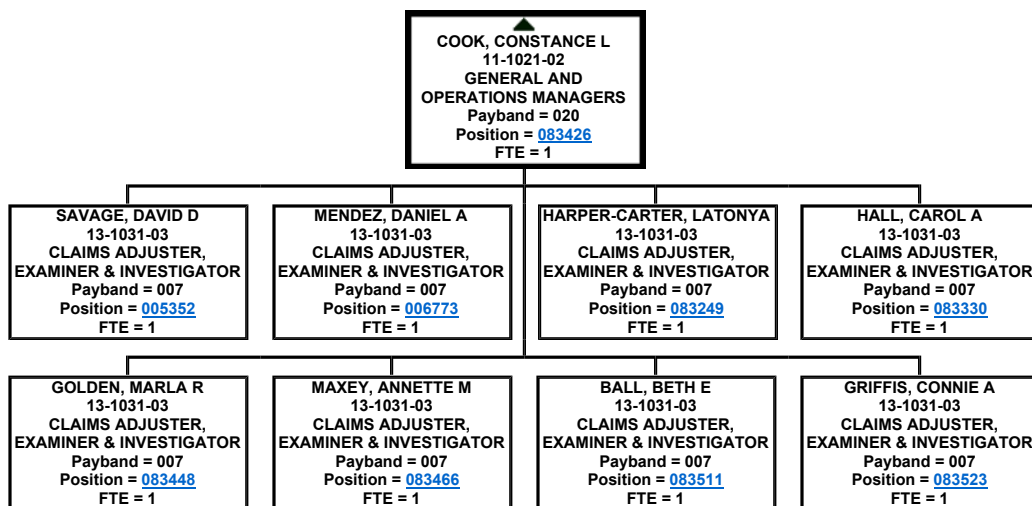 COOK, CONSTANCE L
11-1021-02
GENERAL AND
OPERATIONS MANAGERS
Payband = 020
Position = 083426
FTE = 1
SAVAGE, DAVID D
13-1031-03
CLAIMS ADJUSTER,
EXAMINER & INVESTIGATOR
Payband = 007
Position = 005352
FTE = 1
MENDEZ, DANIEL A
13-1031-03
CLAIMS ADJUSTER,
EXAMINER & INVESTIGATOR
Payband = 007
Position = 006773
FTE = 1
HARPER-CARTER, LATONYA
13-1031-03
CLAIMS ADJUSTER,
EXAMINER & INVESTIGATOR
Payband = 007
Position = 083249
FTE = 1
HALL, CAROL A
13-1031-03
CLAIMS ADJUSTER,
EXAMINER & INVESTIGATOR
Payband = 007
Position = 083330
FTE = 1
GOLDEN, MARLA R
13-1031-03
CLAIMS ADJUSTER,
EXAMINER & INVESTIGATOR
Payband = 007
Position = 083448
FTE = 1
MAXEY, ANNETTE M
13-1031-03
CLAIMS ADJUSTER,
EXAMINER & INVESTIGATOR
Payband = 007
Position = 083466
FTE = 1
BALL, BETH E
13-1031-03
CLAIMS ADJUSTER,
EXAMINER & INVESTIGATOR
Payband = 007
Position = 083511
FTE = 1
GRIFFIS, CONNIE A
13-1031-03
CLAIMS ADJUSTER,
EXAMINER & INVESTIGATOR
Payband = 007
Position = 083523
FTE = 1